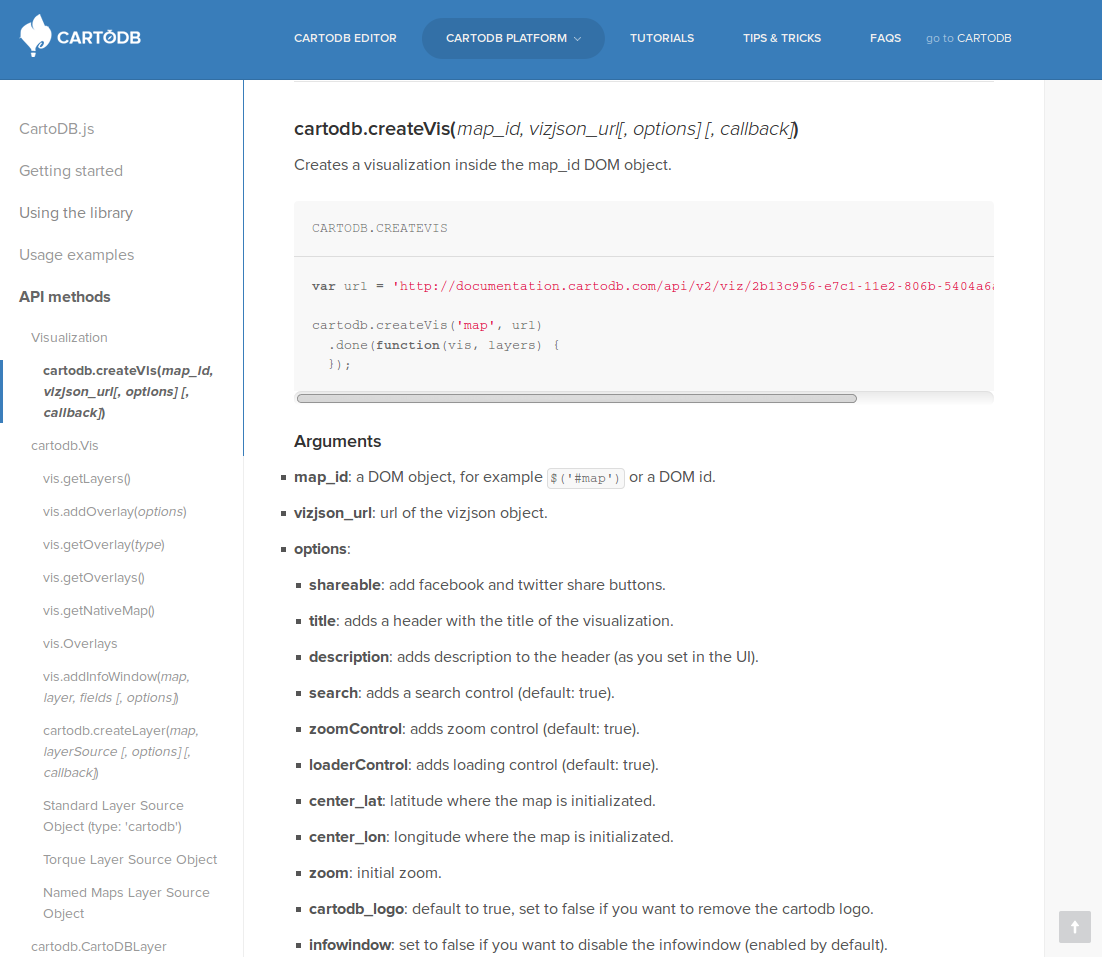 CARTODB
CARTODB EDITOR
CARTODB PLATFORM
TUTORIALS
TIPS & TRICKS
FAQS
go to CARTODB
CartoDB.js
Getting started
Using the library
Usage examples
API methods
Visualization
cartodb.createVis(map_id,
vizjson_url[, options] [,
callback])
cartodb.Vis
vis.getLayers()
vis.addOverlay(options)
vis.getOverlay(type)
vis.getOverlays()
vis.getNativeMap()
vis.Overlays
vis.addInfoWindow(map,
layer, fields [, options])
cartodb.createLayer(map,
layerSource [, options] [,
callback])
Standard Layer Source
Object (type: 'cartodb')
Torque Layer Source Object
Named Maps Layer Source
Object
cartodb.CartoDBLayer
cartodb.createVis(map_id, vizjson_url[, options] [, callback])
Creates a visualization inside the map_id DOM object.
CARTODB.CREATEVIS
var url = 'http://documentation.cartodb.com/api/v2/viz/2b13c956-e7c1-11e2-806b-5404a6a
cartodb.createVis('map', url)
.done(function(vis, layers) {
});
Arguments
map_id: a DOM object, for example $('#map') or a DOM id.
vizjson_url: url of the vizjson object.
options:
shareable: add facebook and twitter share buttons.
title: adds a header with the title of the visualization.
description: adds description to the header (as you set in the UI).
search: adds a search control (default: true).
zoomControl: adds zoom control (default: true).
loaderControl: adds loading control (default: true).
center_lat: latitude where the map is initializated.
center_lon: longitude where the map is initializated.
zoom: initial zoom.
cartodb_logo: default to true, set to false if you want to remove the cartodb logo.
infowindow: set to false if you want to disable the infowindow (enabled by default).